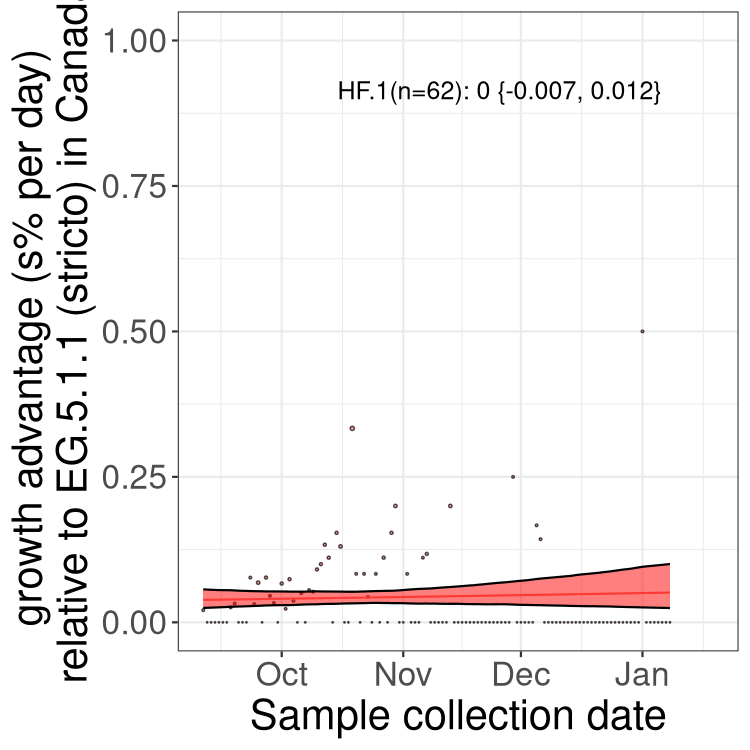 growth advantage (s% per day)
relative to EG.5.1.1 (stricto) in Canada
1.00
0.75
0.50
0.25
0.00
HF.1(n=62): 0 {-0.007, 0.012}
Oct Nov Dec Jan
Sample collection date